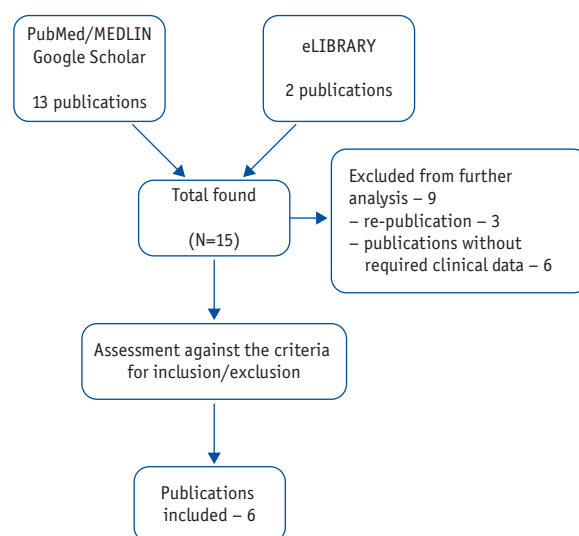 PubMed/MEDLIN
Google Scholar
13 publications
eLIBRARY
2 publications
Total found
(N=15)
Excluded from further
analysis – 9
– re-publication – 3
– publications without
required clinical data – 6
Assessment against the criteria
for inclusion/exclusion
Publications
included – 6